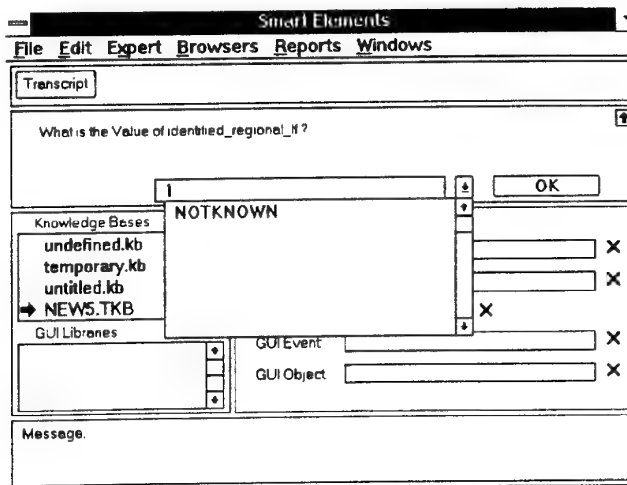 Smart Elements
File Edit Expert Browsers Reports Windows
Transcript
What is the Value of identified_regional_lf ?
1
OK
NOTKNOWN
Knowledge Bases
undefined.kb
temporary.kb
untitled.kb
NEW5.TKB
GUI Libraries
GUI Event
GUI Object
Message.